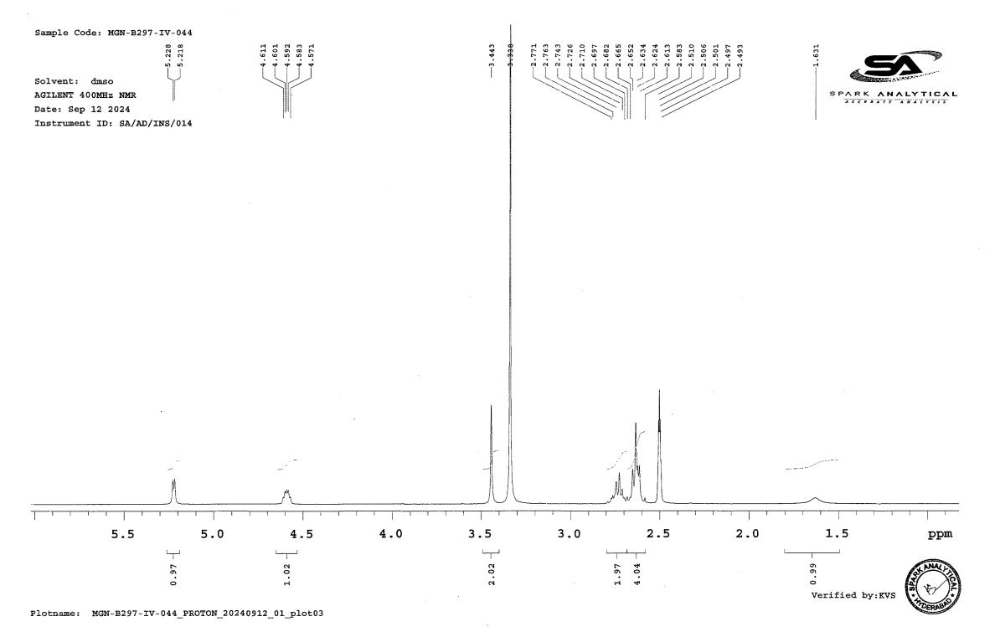 Sample Code: MGN-B297-IV-044
5.228
5.218
4.611
4.601
4.592
4.583
4.571
3.443
3.338
2.771
2.763
2.743
2.726
2.710
2.697
2.682
2.665
2.652
2.634
2.624
2.613
2.583
2.510
2.506
2.501
2.497
2.493
1.631
Solvent: dmso
AGILENT 400MHz NMR
Date: Sep 12 2024
Instrument ID: SA/AD/INS/014
SA
SPARK ANALYTICAL
ACCURATE ANALYSIS
5.5 5.0 4.5 4.0 3.5 3.0 2.5 2.0 1.5 ppm
0.97
1.02
2.02
1.97
4.04
0.99
Verified by:KVS
SPARK ANALYTICAL
HYDERABAD
Plotname: MGN-B297-IV-044_PROTON_20240912_01_plot03